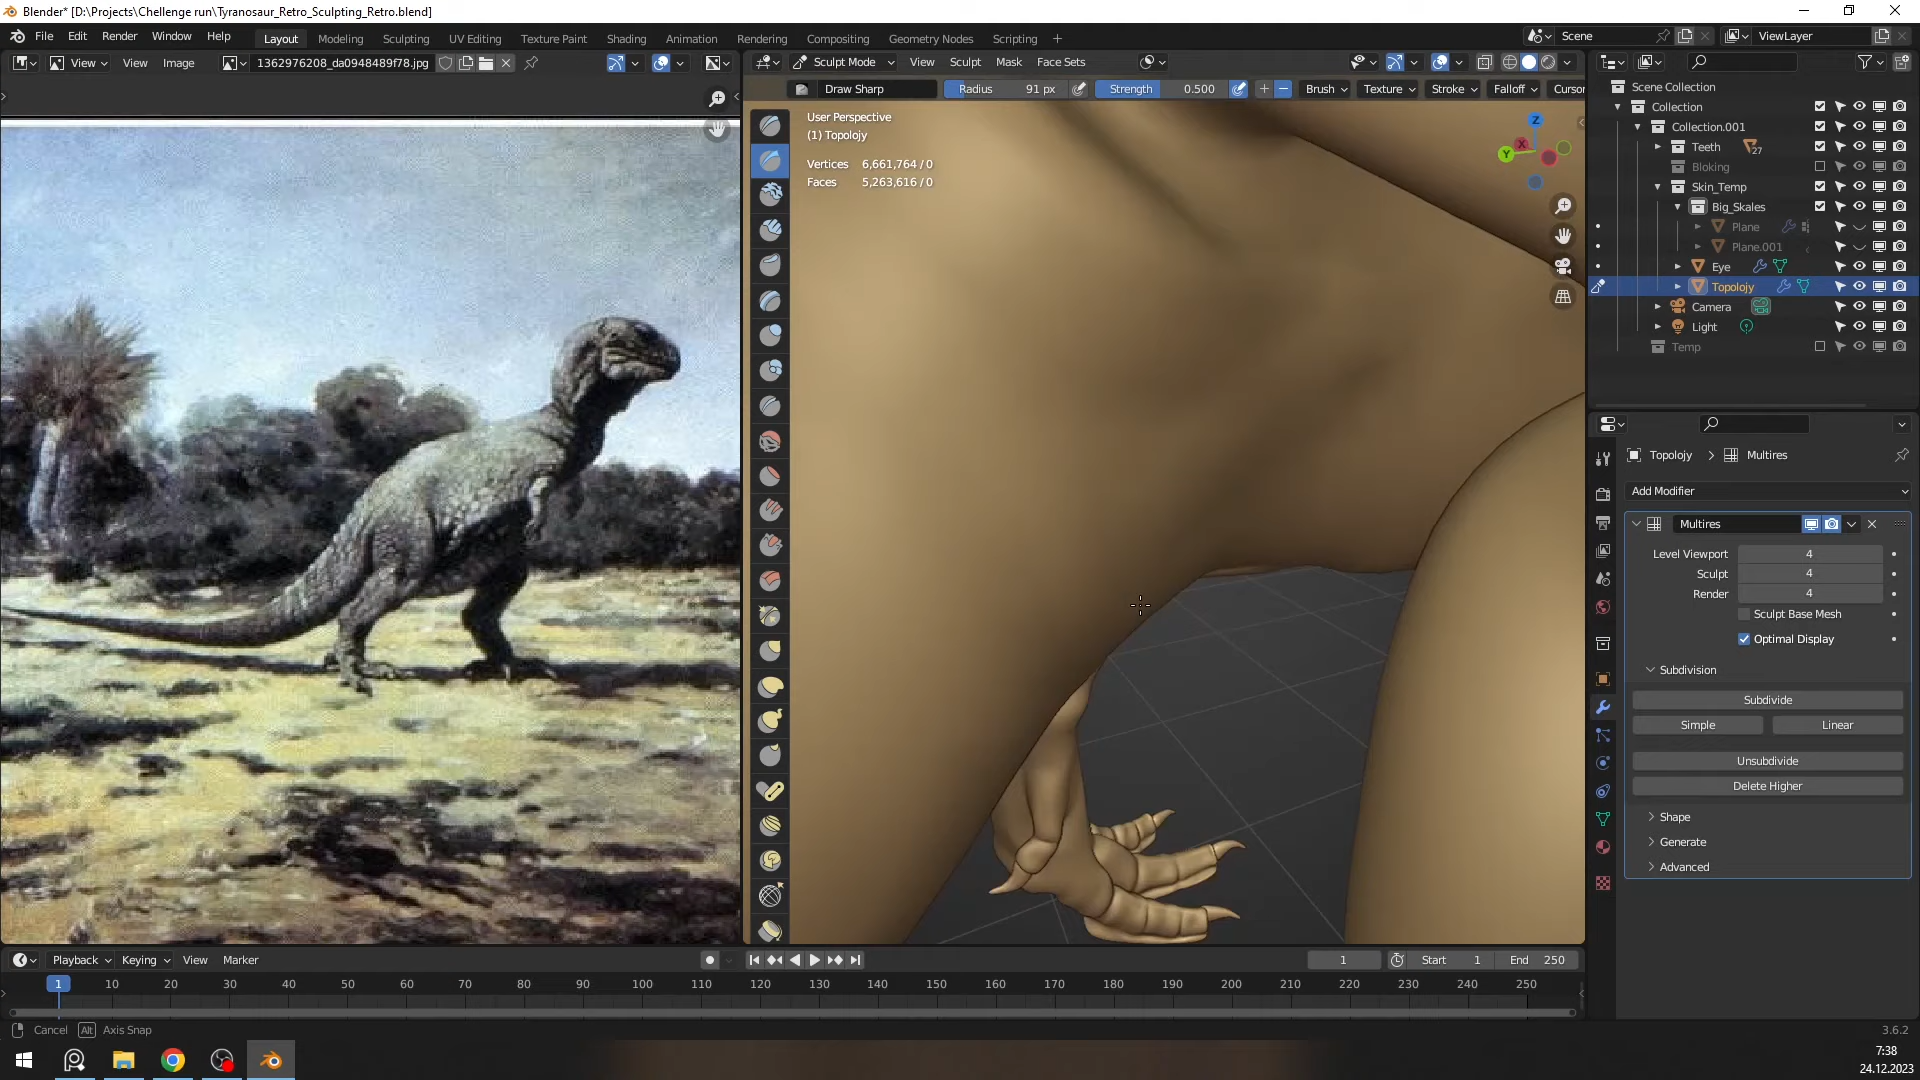 Blender* [D:\Projects\Chellenge run\Tyranosaur_Retro_Sculpting_Retro.blend]
File Edit Render Window Help Layout Modeling Sculpting UV Editing Texture Paint Shading Animation Rendering Compositing Geometry Nodes Scripting + Scene ViewLayer
View View Image 1362976208_da0948489f78.jpg Sculpt Mode View Sculpt Mask Face Sets
Draw Sharp Radius 91 px Strength 0.500 Brush Texture Stroke Falloff Cursor
User Perspective
(1) Topolojy
Vertices 6,661,764 / 0
Faces 5,263,616 / 0
Z
X
Y
Scene Collection
Collection
Collection.001
Teeth 27
Bloking
Skin_Temp
Big_Skales
Plane
Plane.001
Eye
Topolojy
Camera
Light
Temp
Topolojy > Multires
Add Modifier
Multires
Level Viewport 4
Sculpt 4
Render 4
Sculpt Base Mesh
Optimal Display
Subdivision
Subdivide
Simple Linear
Unsubdivide
Delete Higher
Shape
Generate
Advanced
Playback Keying View Marker 1 Start 1 End 250
1 10 20 30 40 50 60 70 80 90 100 110 120 130 140 150 160 170 180 190 200 210 220 230 240 250
Cancel Alt Axis Snap 3.6.2
7:38
24.12.2023